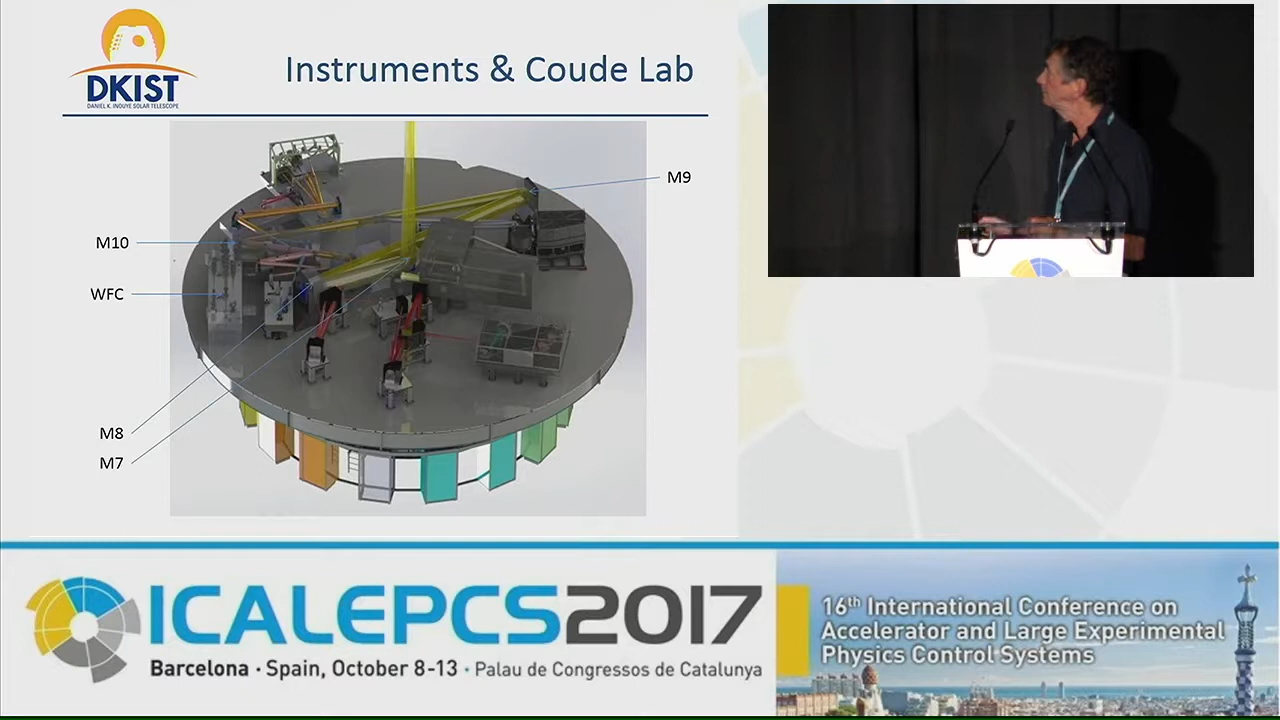 DKIST
DANIEL K. INOUYE SOLAR TELESCOPE
Instruments & Coude Lab
M9
M10
WFC
M8
M7
ICALEPCS2017
Barcelona · Spain, October 8-13 · Palau de Congressos de Catalunya
16th International Conference on
Accelerator and Large Experimental
Physics Control Systems